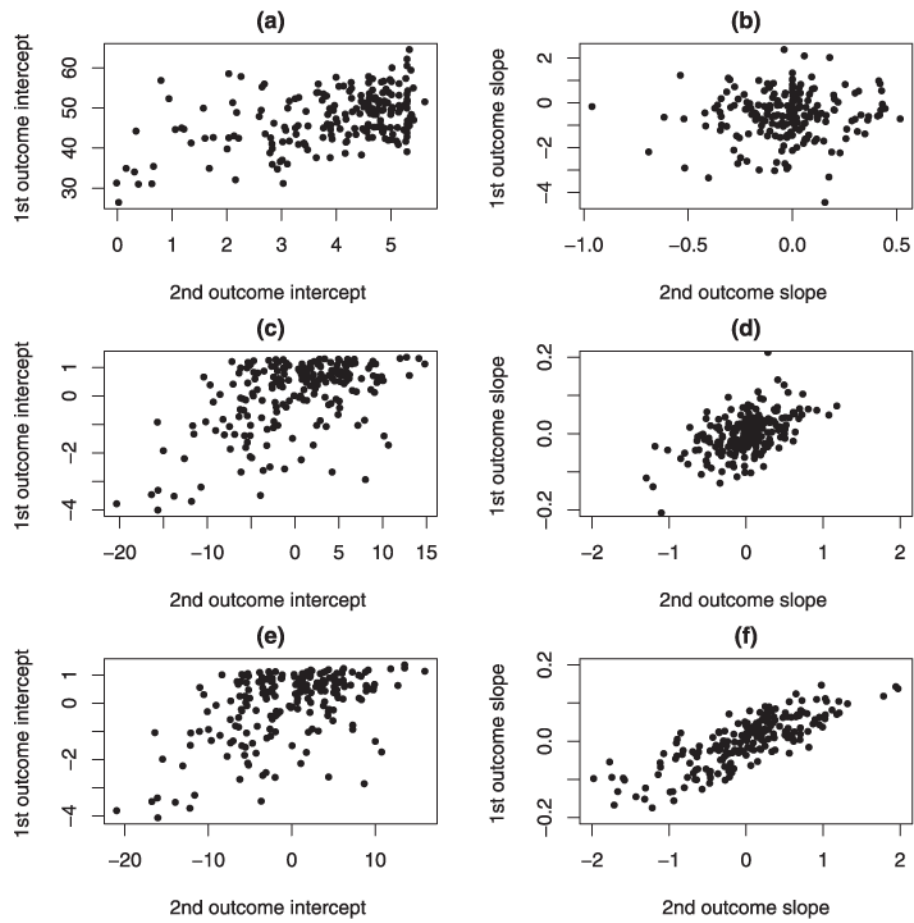 (a)
1st outcome intercept
60
50
40
30
0 1 2 3 4 5
2nd outcome intercept
(b)
1st outcome slope
2
0
−2
−4
−1.0 −0.5 0.0 0.5
2nd outcome slope
(c)
1st outcome intercept
1
0
−2
−4
−20 −10 0 5 10 15
2nd outcome intercept
(d)
1st outcome slope
0.2
0.0
−0.2
−2 −1 0 1 2
2nd outcome slope
(e)
1st outcome intercept
1
0
−2
−4
−20 −10 0 10
2nd outcome intercept
(f)
1st outcome slope
0.2
0.0
−0.2
−2 −1 0 1 2
2nd outcome slope